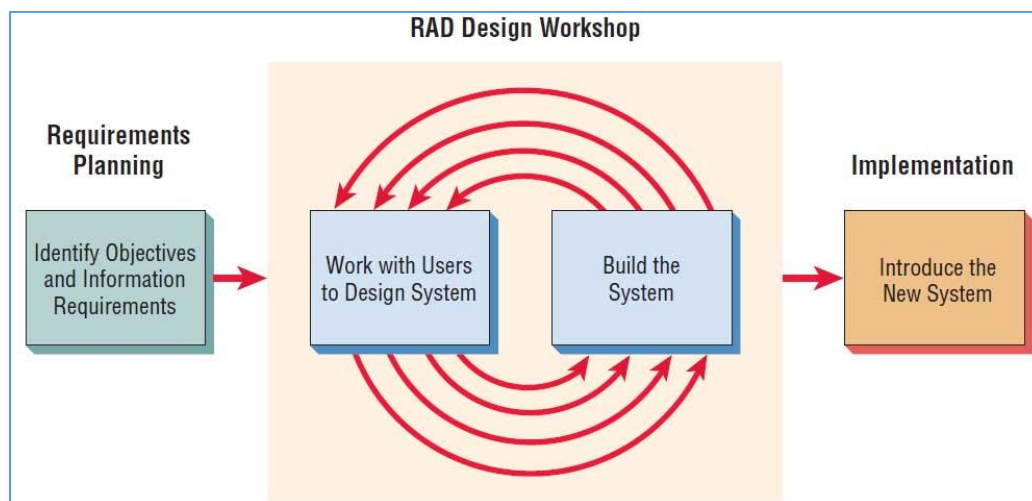 RAD Design Workshop
Requirements
Planning
Identify Objectives
and Information
Requirements
Work with Users
to Design System
Build the
System
Implementation
Introduce the
New System